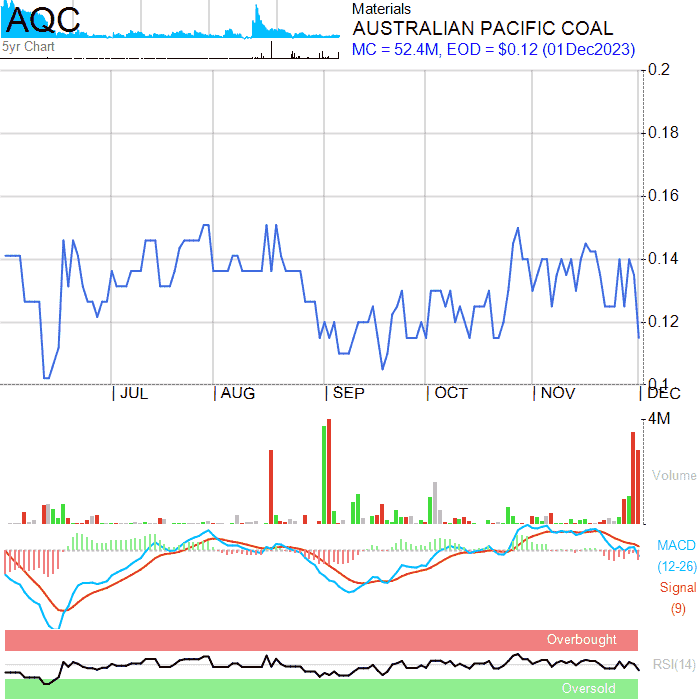 AQC
5yr Chart
Materials
AUSTRALIAN PACIFIC COAL
MC = 52.4M, EOD = $0.12 (01Dec2023)
0.2
0.18
0.16
0.14
0.12
0.1
JUL AUG SEP OCT NOV DEC
4M
Volume
MACD
(12-26)
Signal
(9)
Overbought
RSI(14)
Oversold